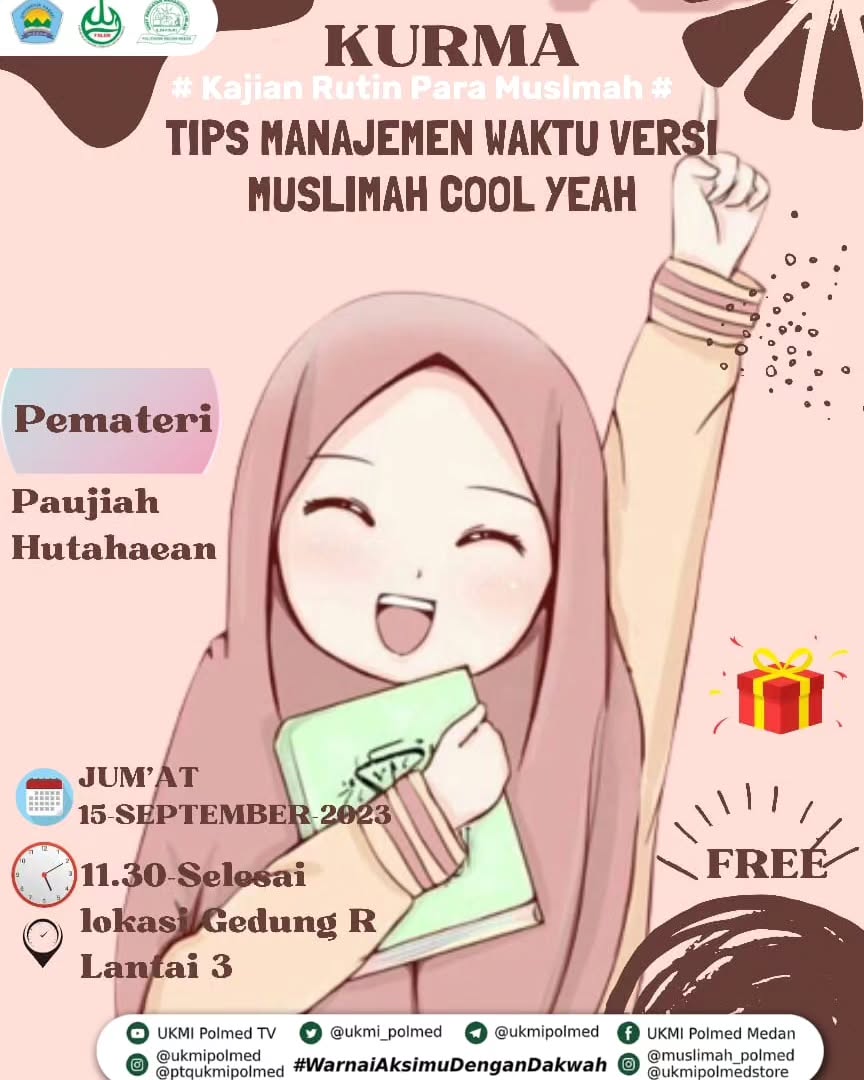 KURMA
# Kajian Rutin Para Muslmah #
TIPS MANAJEMEN WAKTU VERSI
MUSLIMAH COOL YEAH
Pemateri
Paujiah
Hutahaean
JUM'AT
15-SEPTEMBER-2023
11.30-Selesai
lokasi Gedung R
Lantai 3
FREE
UKMI Polmed TV @ukmi_polmed @ukmipolmed UKMI Polmed Medan
@ukmipolmed
@ptqukmipolmed #WarnaiAksimuDenganDakwah @muslimah_polmed
@ukmipolmedstore